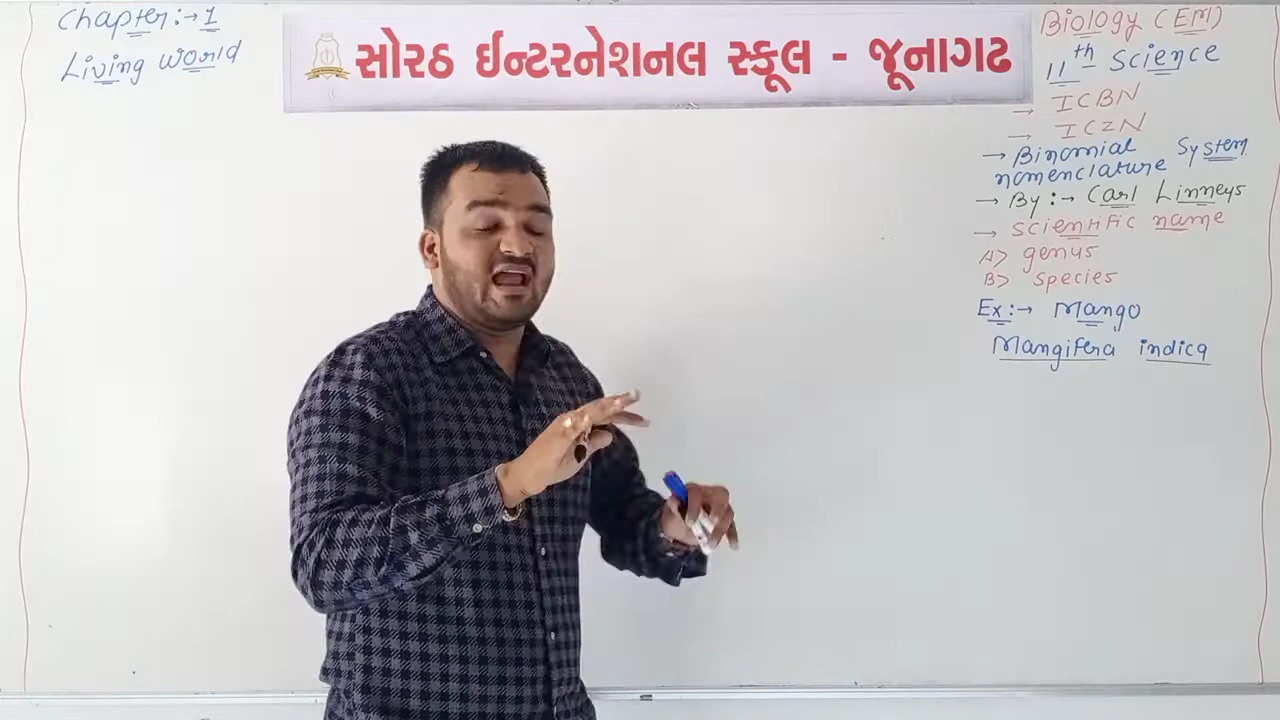 Chapter:→ 1
Living world
સોરઠ ઈન્ટરનેશનલ સ્કૂલ - જૂનાગઢ
Biology (EM)
11th Science
→ ICBN
→ ICZN
→ Binomial System
nomenclature
→ By:→ Carl Linneys
→ scientific name
A> genus
B> species
Ex:→ Mango
Mangifera indica